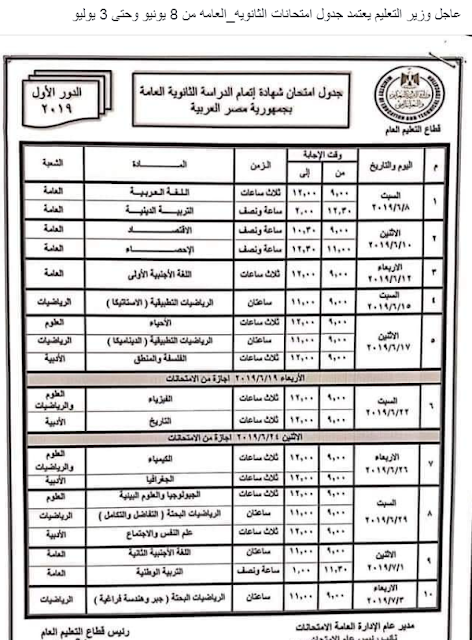 عاجل وزير التعليم يعتمد جدول امتحانات الثانويه_العامه من 8 يونيو وحتى 3 يوليو
جدول امتحان شهادة إتمام الدراسة الثانوية العامة
بجمهورية مصر العربية
الدور الأول
٢٠١٩
قطاع التعليم العام
م اليوم والتاريخ وقت الإجابة من إلى الزمن المادة الشعبة
١ السبت ٢٠١٩/٦/٨ ٩,٠٠ ١٢,٠٠ ثلاث ساعات اللغة العربية العامة
١٢,٣٠ ٢,٠٠ ساعة ونصف التربية الدينية العامة
٢ الاثنين ٢٠١٩/٦/١٠ ٩,٠٠ ١٠,٣٠ ساعة ونصف الاقتصاد العامة
١١,٠٠ ١٢,٣٠ ساعة ونصف الإحصاء العامة
٣ الاربعاء ٢٠١٩/٦/١٢ ٩,٠٠ ١٢,٠٠ ثلاث ساعات اللغة الأجنبية الأولى العامة
٤ السبت ٢٠١٩/٦/١٥ ٩,٠٠ ١١,٠٠ ساعتان الرياضيات التطبيقية ( الاستاتيكا ) الرياضيات
٥ الاثنين ٢٠١٩/٦/١٧ ٩,٠٠ ١٢,٠٠ ثلاث ساعات الأحياء العلوم
٩,٠٠ ١١,٠٠ ساعتان الرياضيات التطبيقية ( الديناميكا ) الرياضيات
٩,٠٠ ١٢,٠٠ ثلاث ساعات الفلسفة والمنطق الأدبية
الأربعاء ٢٠١٩/٦/١٩ اجازة من الامتحانات
٦ السبت ٢٠١٩/٦/٢٢ ٩,٠٠ ١٢,٠٠ ثلاث ساعات الفيزياء العلوم والرياضيات
٩,٠٠ ١٢,٠٠ ثلاث ساعات التاريخ الأدبية
الاثنين ٢٠١٩/٦/٢٤ اجازة من الامتحانات
٧ الاربعاء ٢٠١٩/٦/٢٦ ٩,٠٠ ١٢,٠٠ ثلاث ساعات الكيمياء العلوم والرياضيات
٩,٠٠ ١٢,٠٠ ثلاث ساعات الجغرافيا الأدبية
٨ السبت ٢٠١٩/٦/٢٩ ٩,٠٠ ١٢,٠٠ ثلاث ساعات الجيولوجيا والعلوم البيئية العلوم
٩,٠٠ ١١,٠٠ ساعتان الرياضيات البحتة ( التفاضل والتكامل ) الرياضيات
٩,٠٠ ١٢,٠٠ ثلاث ساعات علم النفس والاجتماع الأدبية
٩ الاثنين ٢٠١٩/٧/١ ٩,٠٠ ١١,٠٠ ساعتان اللغة الأجنبية الثانية العامة
١١,٣٠ ١,٠٠ ساعة ونصف التربية الوطنية العامة
١٠ الاربعاء ٢٠١٩/٧/٣ ٩,٠٠ ١١,٠٠ ساعتان الرياضيات البحتة ( جبر وهندسة فراغية ) الرياضيات
مدير عام الإدارة العامة الامتحانات
رئيس قطاع التعليم العام